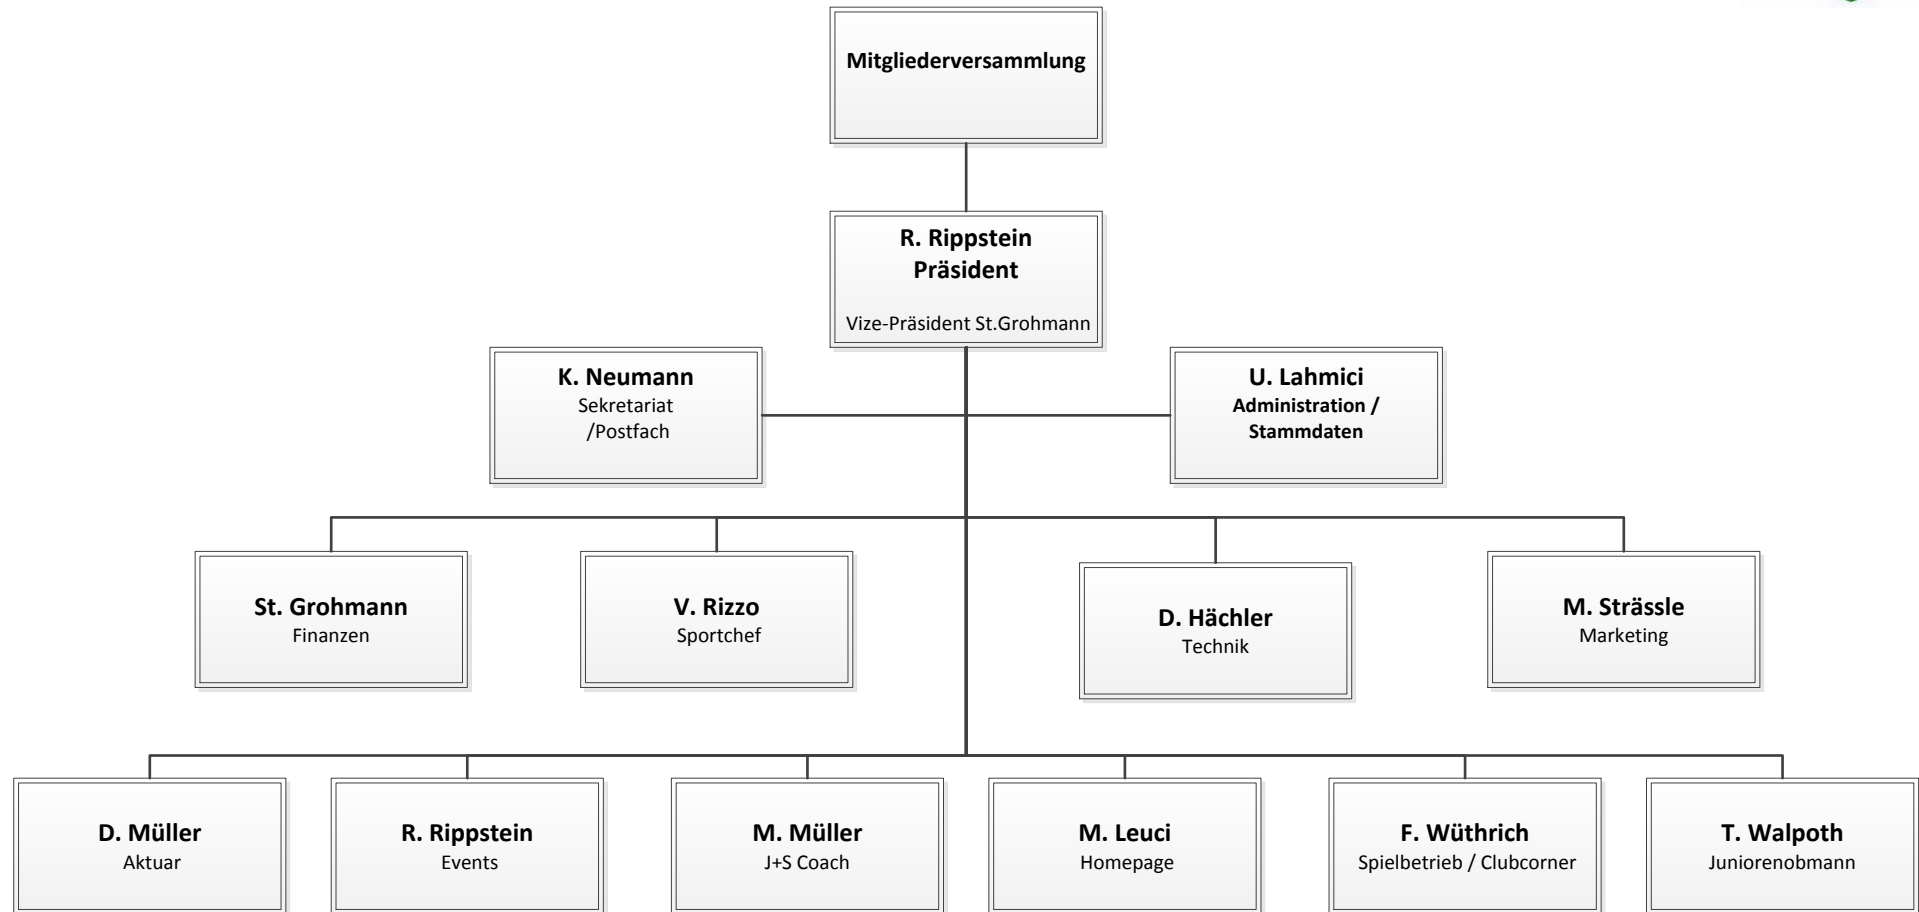 Mitgliederversammlung
R. Rippstein
Präsident
Vize-Präsident St.Grohmann
K. Neumann
Sekretariat
/Postfach
U. Lahmici
Administration /
Stammdaten
St. Grohmann
Finanzen
V. Rizzo
Sportchef
D. Hächler
Technik
M. Strässle
Marketing
D. Müller
Aktuar
R. Rippstein
Events
M. Müller
J+S Coach
M. Leuci
Homepage
F. Wüthrich
Spielbetrieb / Clubcorner
T. Walpoth
Juniorenobmann